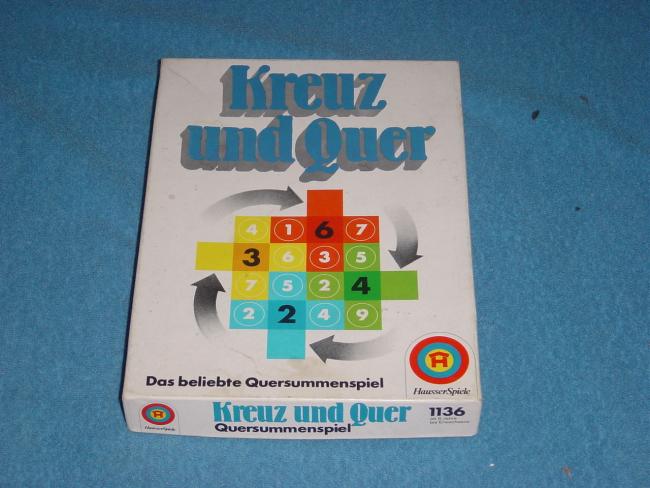 Kreuz
und Quer
4 1 6 7
3 6 3 5
7 5 2 4
2 2 4 9
Das beliebte Quersummenspiel
H
HausserSpiele
Kreuz und Quer
Quersummenspiel
1136
H
HausserSpiele